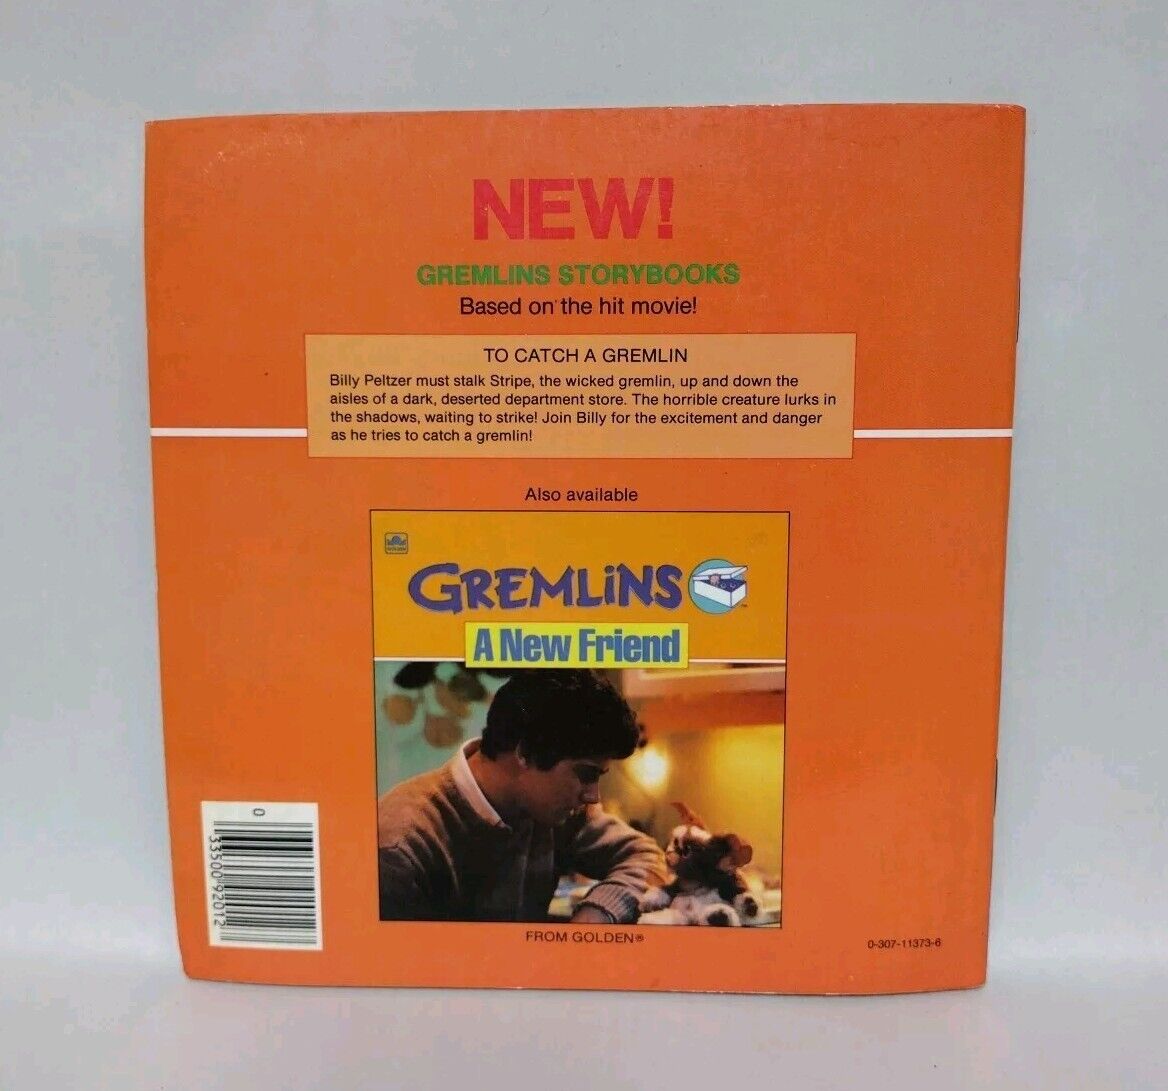 NEW!
GREMLINS STORYBOOKS
Based on the hit movie!
TO CATCH A GREMLIN
Billy Peltzer must stalk Stripe, the wicked gremlin, up and down the
aisles of a dark, deserted department store. The horrible creature lurks in
the shadows, waiting to strike! Join Billy for the excitement and danger
as he tries to catch a gremlin!
Also available
GREMLiNS
A New Friend
FROM GOLDEN®
0
33500 92012
0-307-11373-6